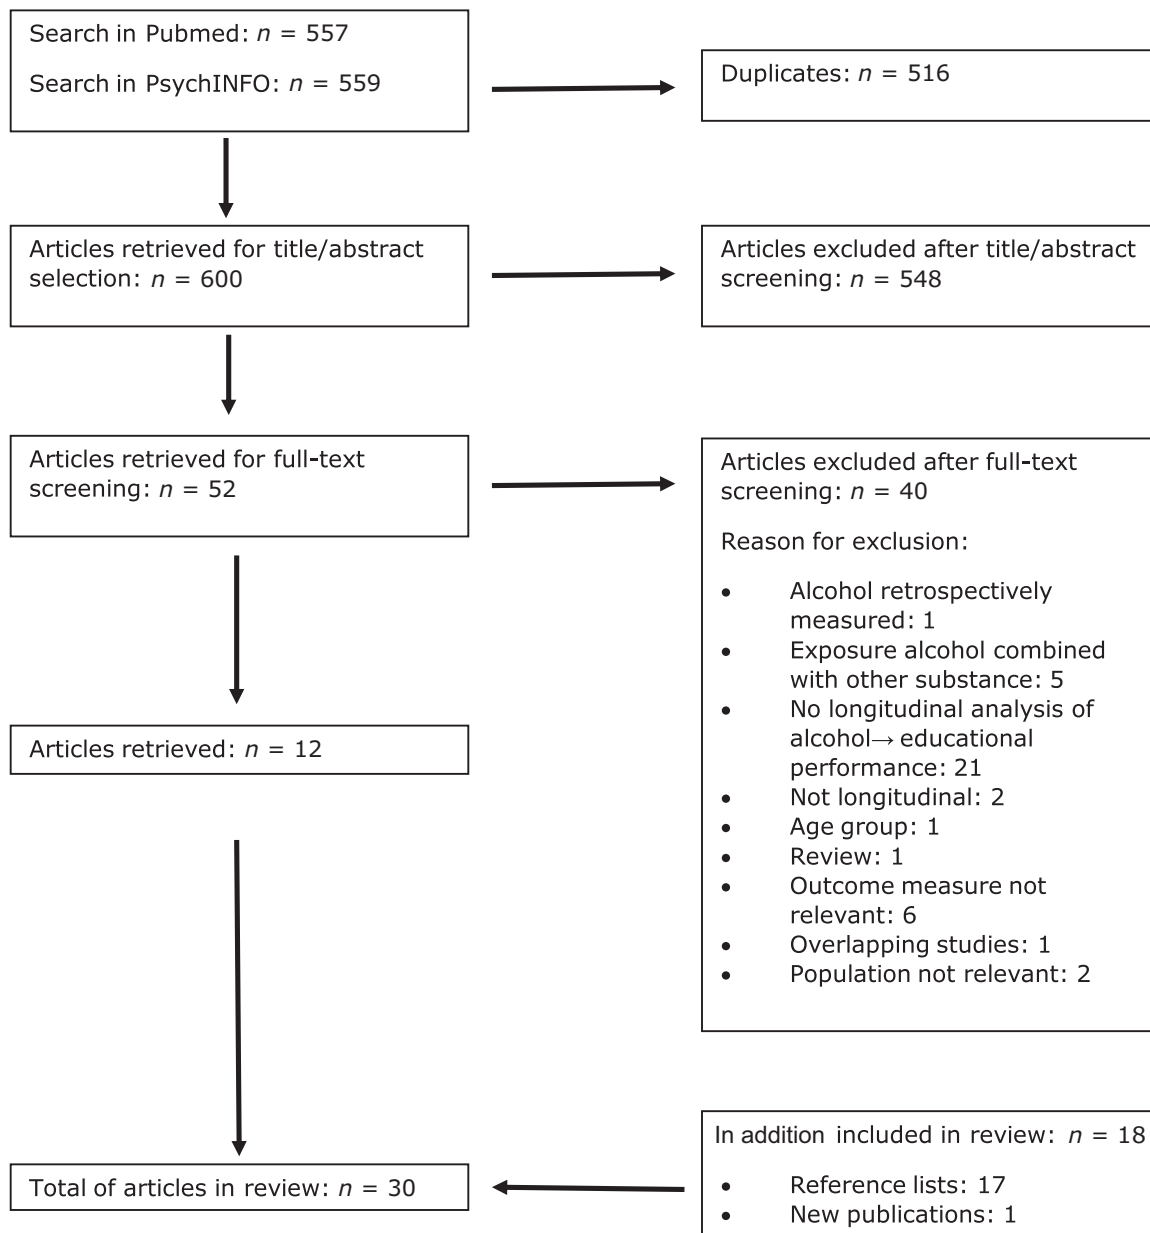 Search in Pubmed: n = 557
Search in PsychINFO: n = 559
Duplicates: n = 516
Articles retrieved for title/abstract
selection: n = 600
Articles excluded after title/abstract
screening: n = 548
Articles retrieved for full-text
screening: n = 52
Articles excluded after full-text
screening: n = 40
Reason for exclusion:
• Alcohol retrospectively
measured: 1
• Exposure alcohol combined
with other substance: 5
• No longitudinal analysis of
alcohol→ educational
performance: 21
• Not longitudinal: 2
• Age group: 1
• Review: 1
• Outcome measure not
relevant: 6
• Overlapping studies: 1
• Population not relevant: 2
Articles retrieved: n = 12
In addition included in review: n = 18
• Reference lists: 17
• New publications: 1
Total of articles in review: n = 30